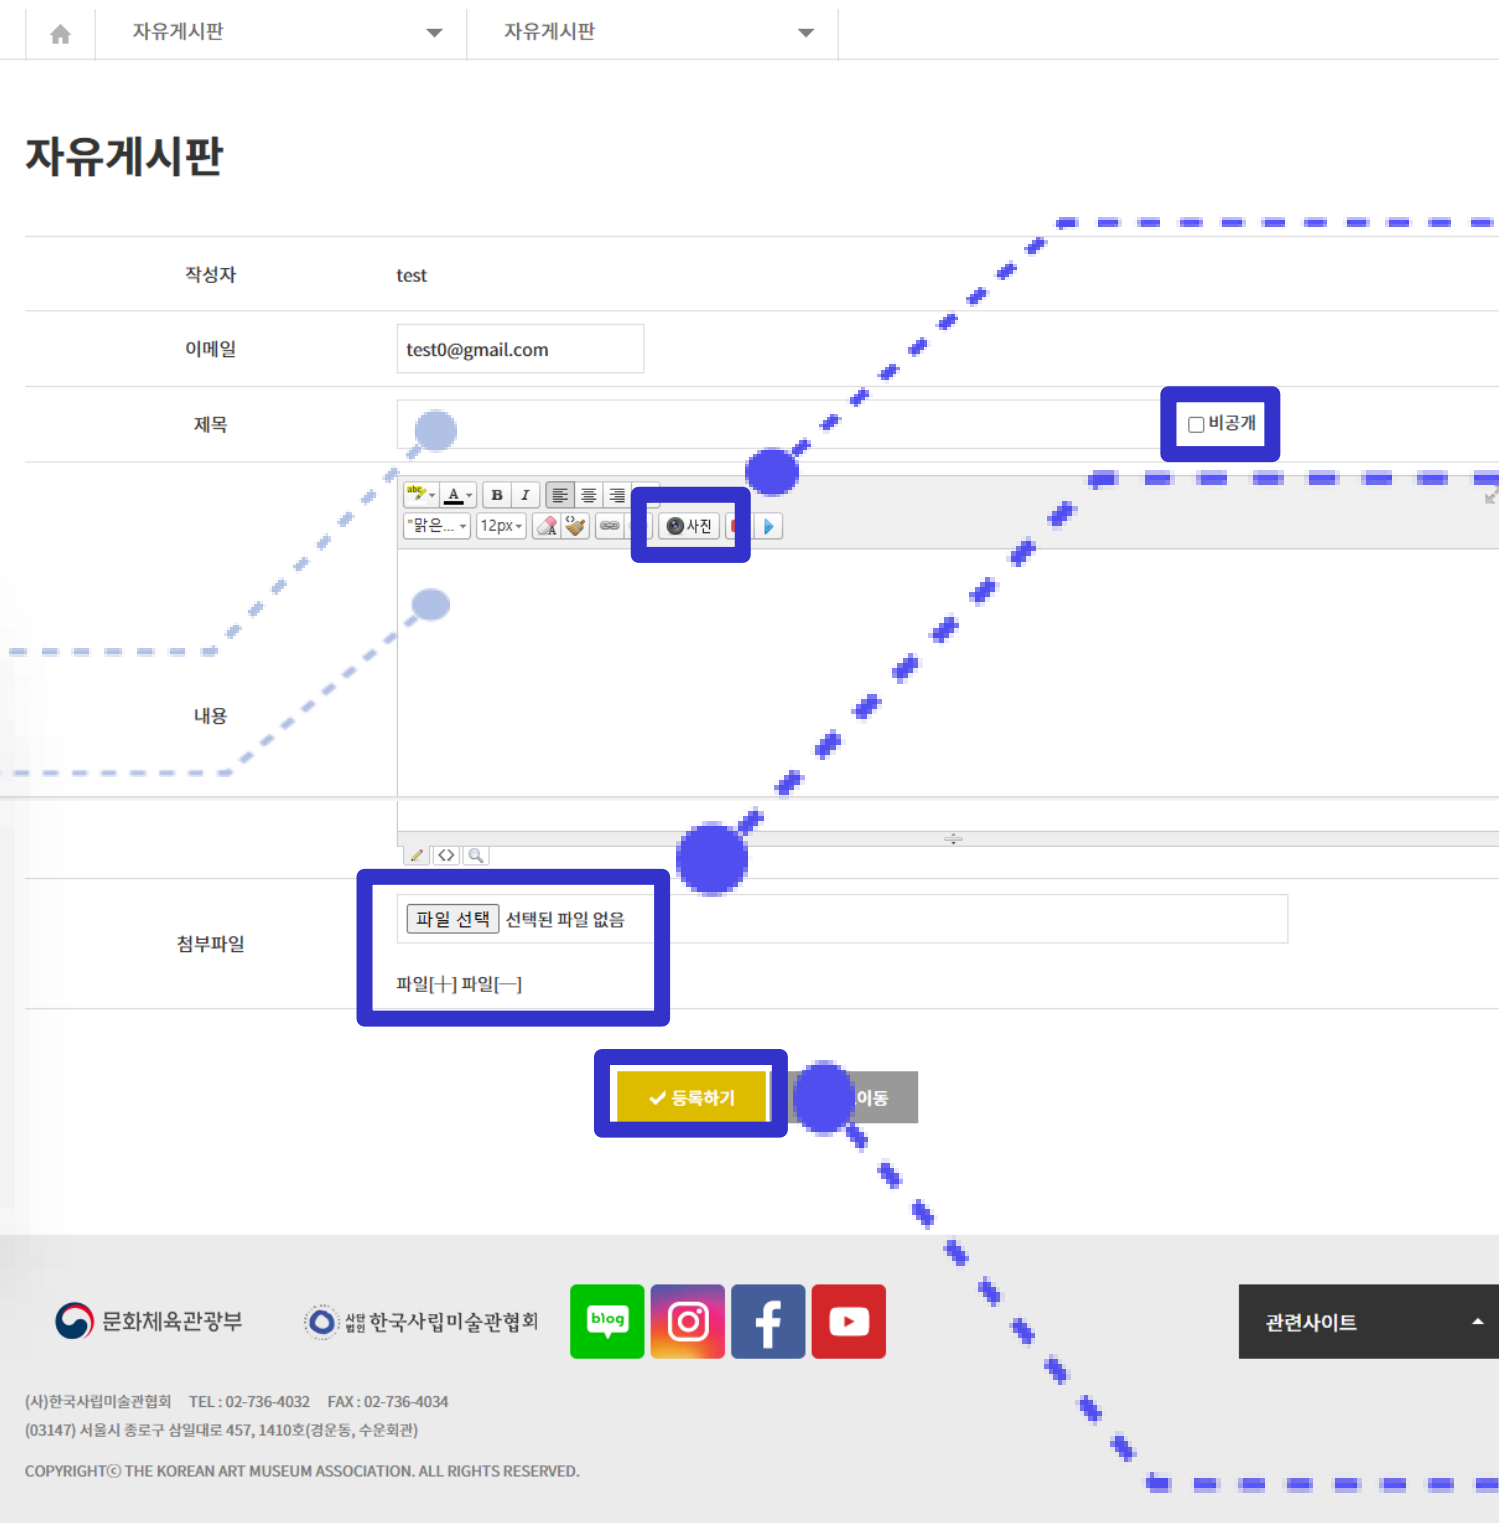 자유게시판 자유게시판
자유게시판
작성자 test
이메일 test0@gmail.com
제목 비공개
abc A B I
"맑은... 12px 사진
내용
첨부파일 파일 선택 선택된 파일 없음
파일[+] 파일[—]
등록하기 이동
문화체육관광부 사단법인 한국사립미술관협회 blog 관련사이트
(사)한국사립미술관협회 TEL : 02-736-4032 FAX : 02-736-4034
(03147) 서울시 종로구 삼일대로 457, 1410호(경운동, 수운회관)
COPYRIGHTⓒ THE KOREAN ART MUSEUM ASSOCIATION. ALL RIGHTS RESERVED.